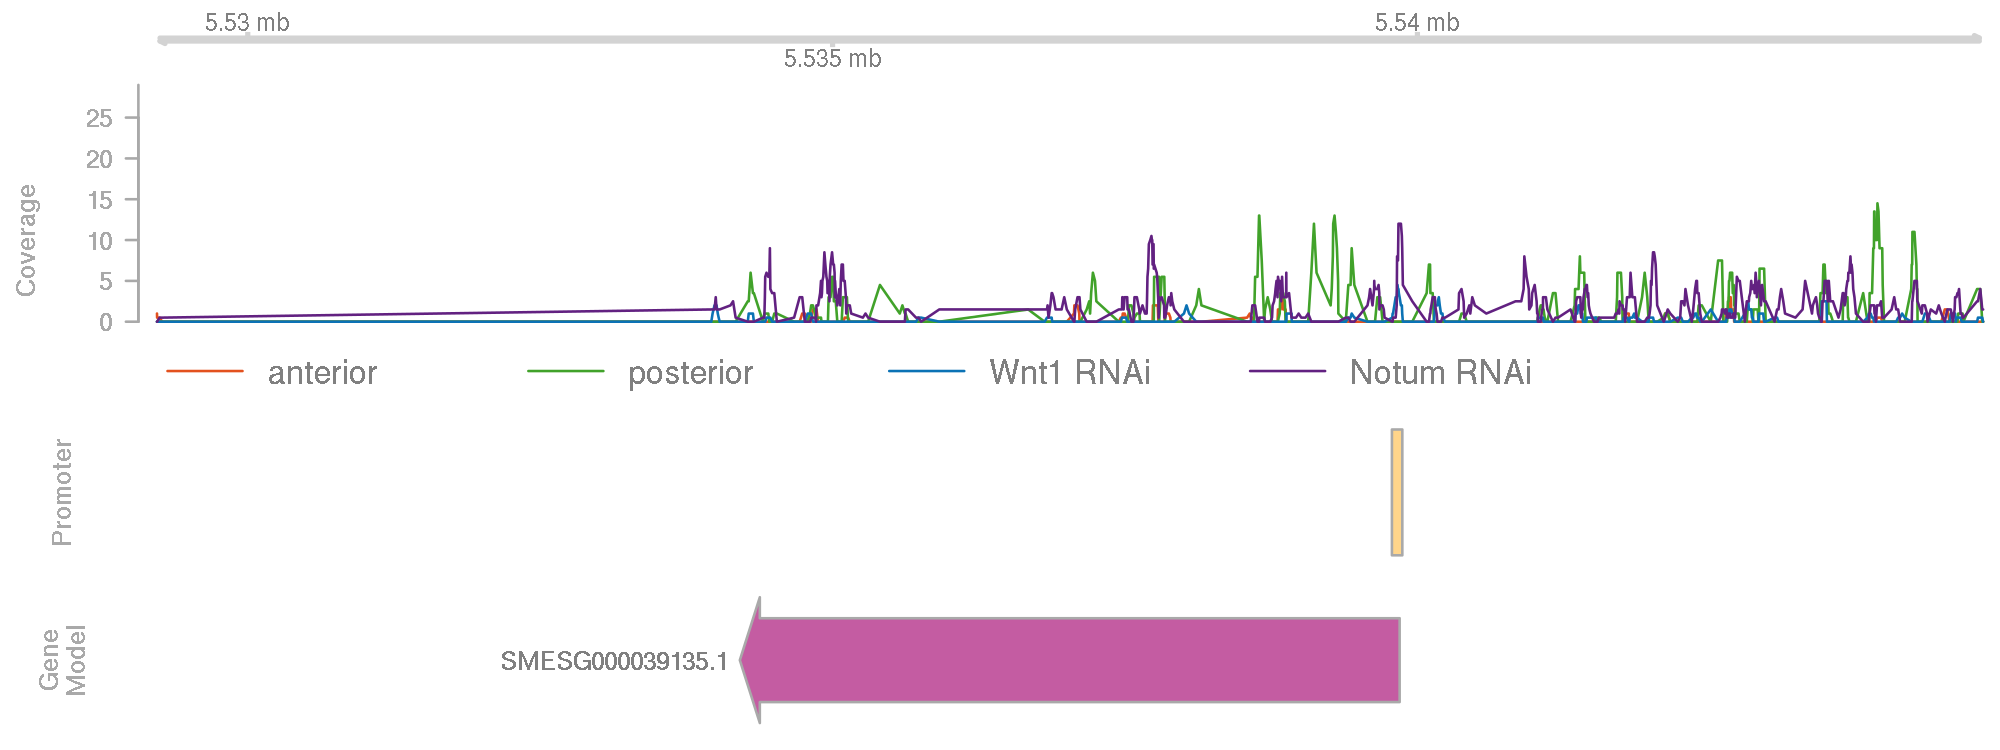 5.53 mb
5.54 mb
5.535 mb
Coverage
25
20
15
10
5
0
anterior
posterior
Wnt1 RNAi
Notum RNAi
Promoter
Gene
Model
SMESG000039135.1